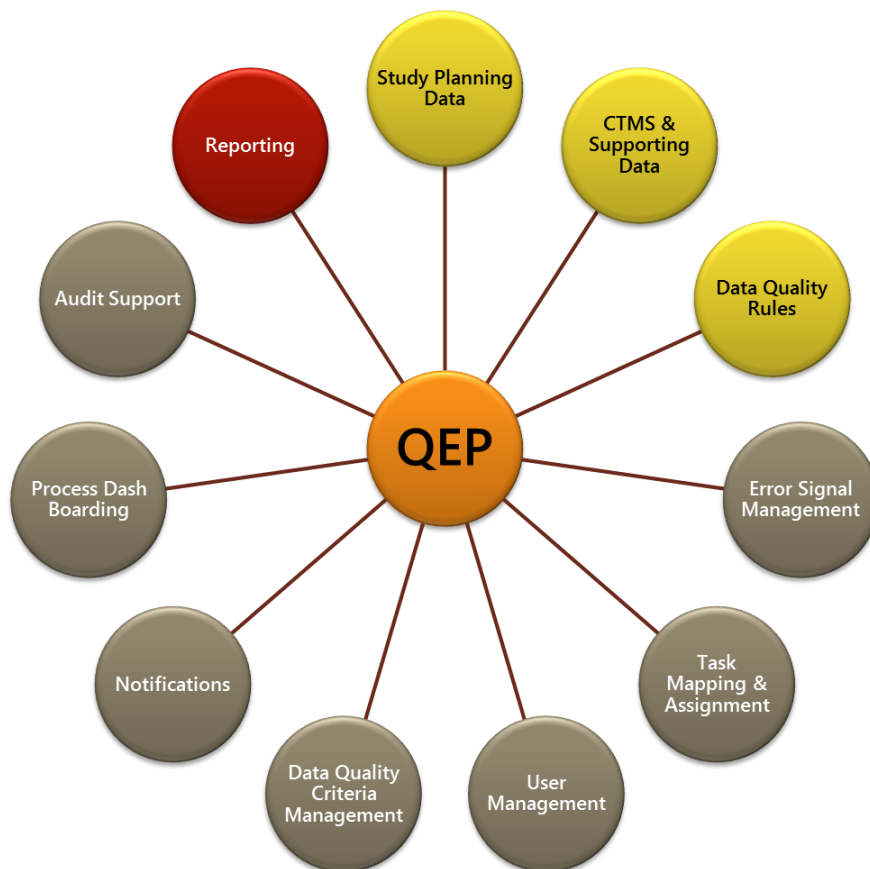 Study Planning
Data
CTMS &
Supporting
Data
Reporting
Data Quality
Rules
Audit Support
QEP
Error Signal
Management
Process Dash
Boarding
Task
Mapping &
Assignment
Notifications
User
Management
Data Quality
Criteria
Management